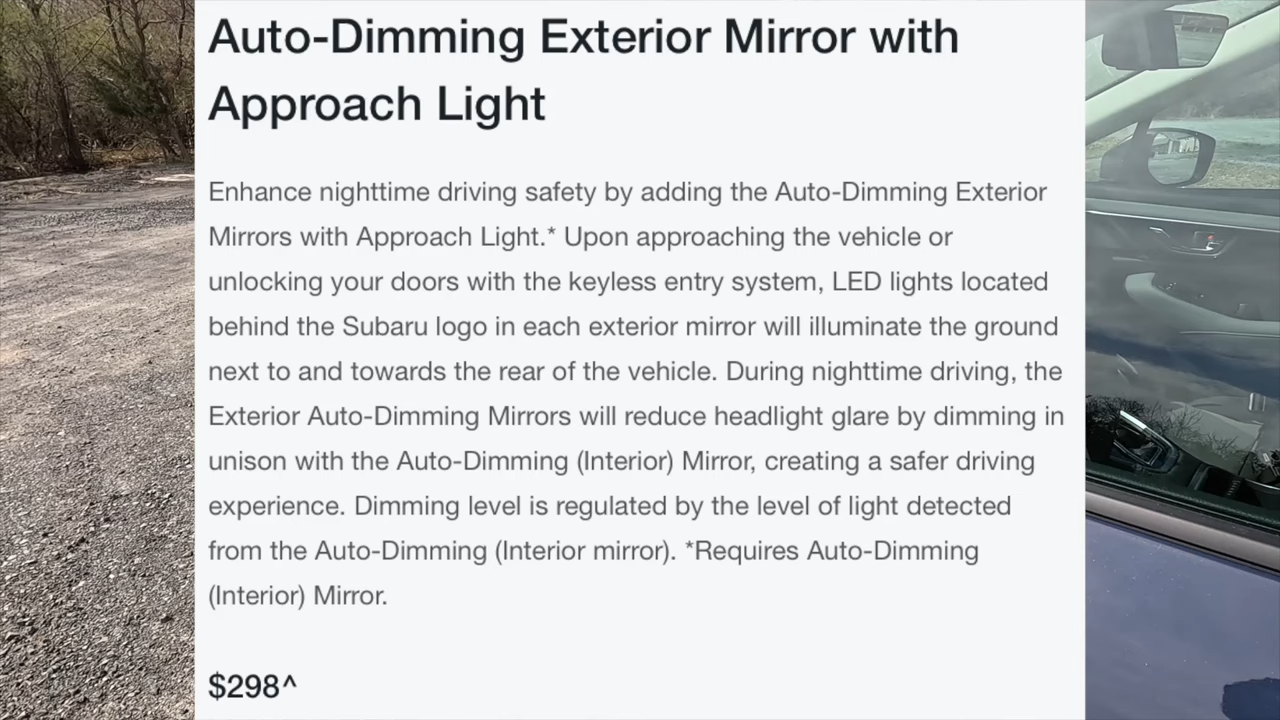 Auto-Dimming Exterior Mirror with
Approach Light
Enhance nighttime driving safety by adding the Auto-Dimming Exterior
Mirrors with Approach Light.* Upon approaching the vehicle or
unlocking your doors with the keyless entry system, LED lights located
behind the Subaru logo in each exterior mirror will illuminate the ground
next to and towards the rear of the vehicle. During nighttime driving, the
Exterior Auto-Dimming Mirrors will reduce headlight glare by dimming in
unison with the Auto-Dimming (Interior) Mirror, creating a safer driving
experience. Dimming level is regulated by the level of light detected
from the Auto-Dimming (Interior mirror). *Requires Auto-Dimming
(Interior) Mirror.
$298^